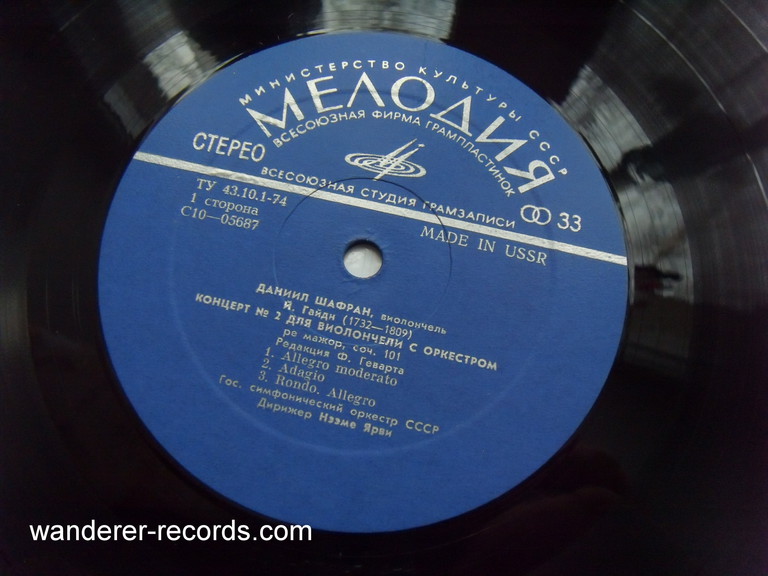 МИНИСТЕРСТВО КУЛЬТУРЫ СССР
МЕЛОДИЯ
ВСЕСОЮЗНАЯ ФИРМА ГРАМПЛАСТИНОК
СТЕРЕО
ВСЕСОЮЗНАЯ СТУДИЯ ГРАМЗАПИСИ
33
ТУ 43.10.1-74
1 сторона
С10—05687
MADE IN USSR
ДАНИИЛ ШАФРАН, виолончель
Я. Гайдн (1732—1809)
КОНЦЕРТ № 2 ДЛЯ ВИОЛОНЧЕЛИ С ОРКЕСТРОМ
ре мажор, соч. 101
Редакция Ф. Геварта
1. Allegro moderato
2. Adagio
3. Rondo. Allegro
Гос. симфонический оркестр СССР
Дирижер Нээме Ярви
wanderer-records.com